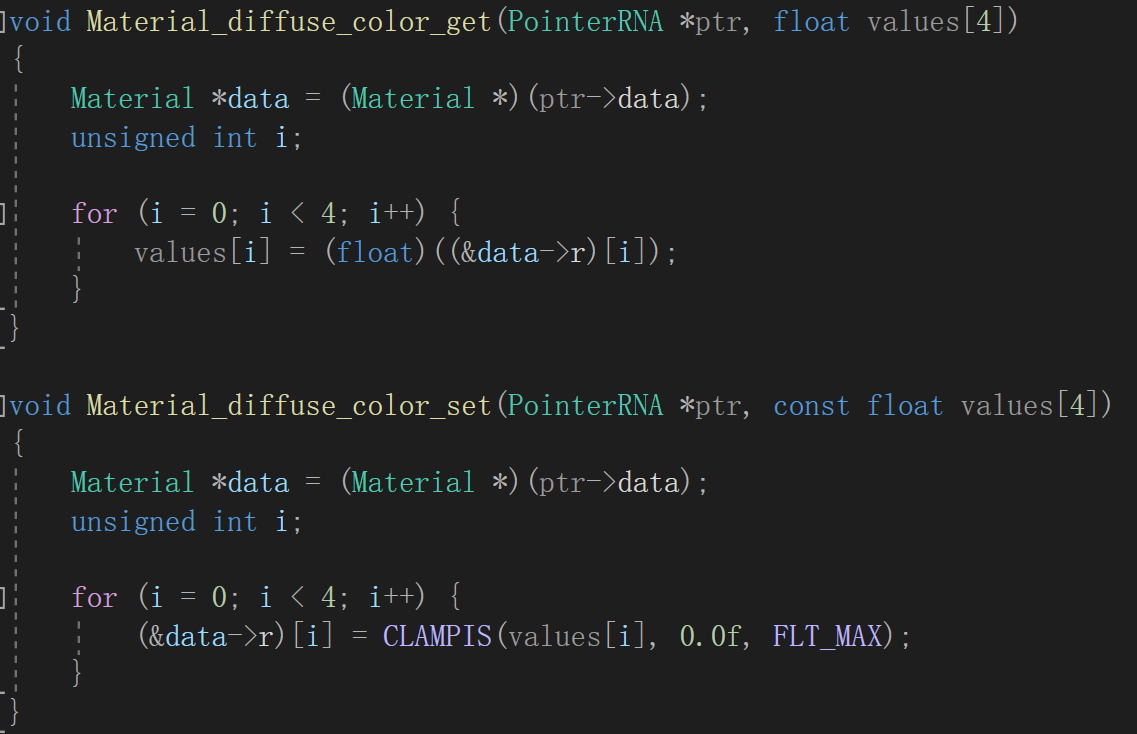 void Material_diffuse_color_get(PointerRNA *ptr, float values[4])
{
    Material *data = (Material *)(ptr->data);
    unsigned int i;

    for (i = 0; i < 4; i++) {
        values[i] = (float)((&data->r)[i]);
    }
}

void Material_diffuse_color_set(PointerRNA *ptr, const float values[4])
{
    Material *data = (Material *)(ptr->data);
    unsigned int i;

    for (i = 0; i < 4; i++) {
        (&data->r)[i] = CLAMPIS(values[i], 0.0f, FLT_MAX);
    }
}